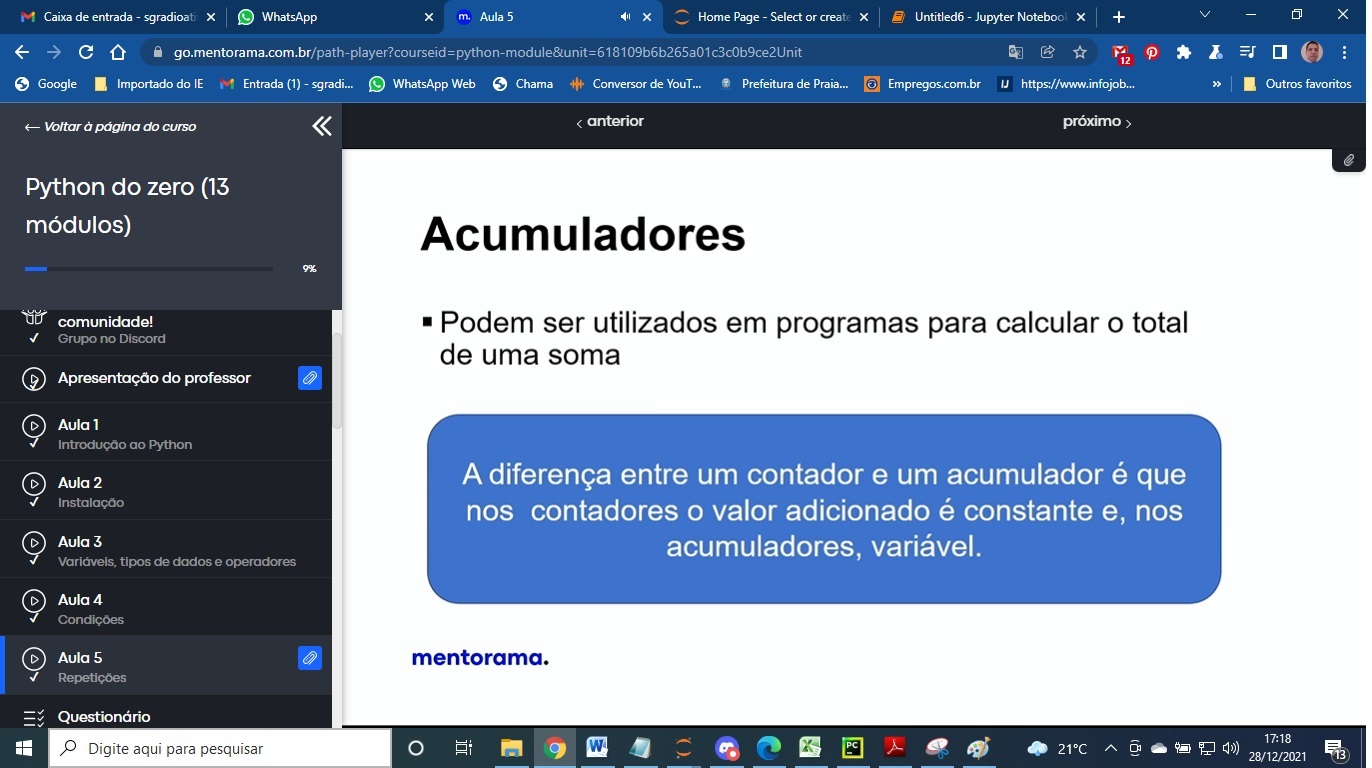 Caixa de entrada - sgradioati
WhatsApp
Aula 5
Home Page - Select or create
Untitled6 - Jupyter Notebook
go.mentorama.com.br/path-player?courseid=python-module&unit=618109b6b265a01c3c0b9ce2Unit
12
Google
Importado do IE
Entrada (1) - sgradi...
WhatsApp Web
Chama
Conversor de YouT...
Prefeitura de Praia...
Empregos.com.br
https://www.infojob...
»
Outros favoritos
Voltar à página do curso
anterior
próximo
Python do zero (13
módulos)
9%
comunidade!
Grupo no Discord
Apresentação do professor
Aula 1
Introdução ao Python
Aula 2
Instalação
Aula 3
Variáveis, tipos de dados e operadores
Aula 4
Condições
Aula 5
Repetições
Questionário
Acumuladores
▪ Podem ser utilizados em programas para calcular o total
de uma soma
A diferença entre um contador e um acumulador é que
nos contadores o valor adicionado é constante e, nos
acumuladores, variável.
mentorama.
Digite aqui para pesquisar
21°C
17:18
28/12/2021
13